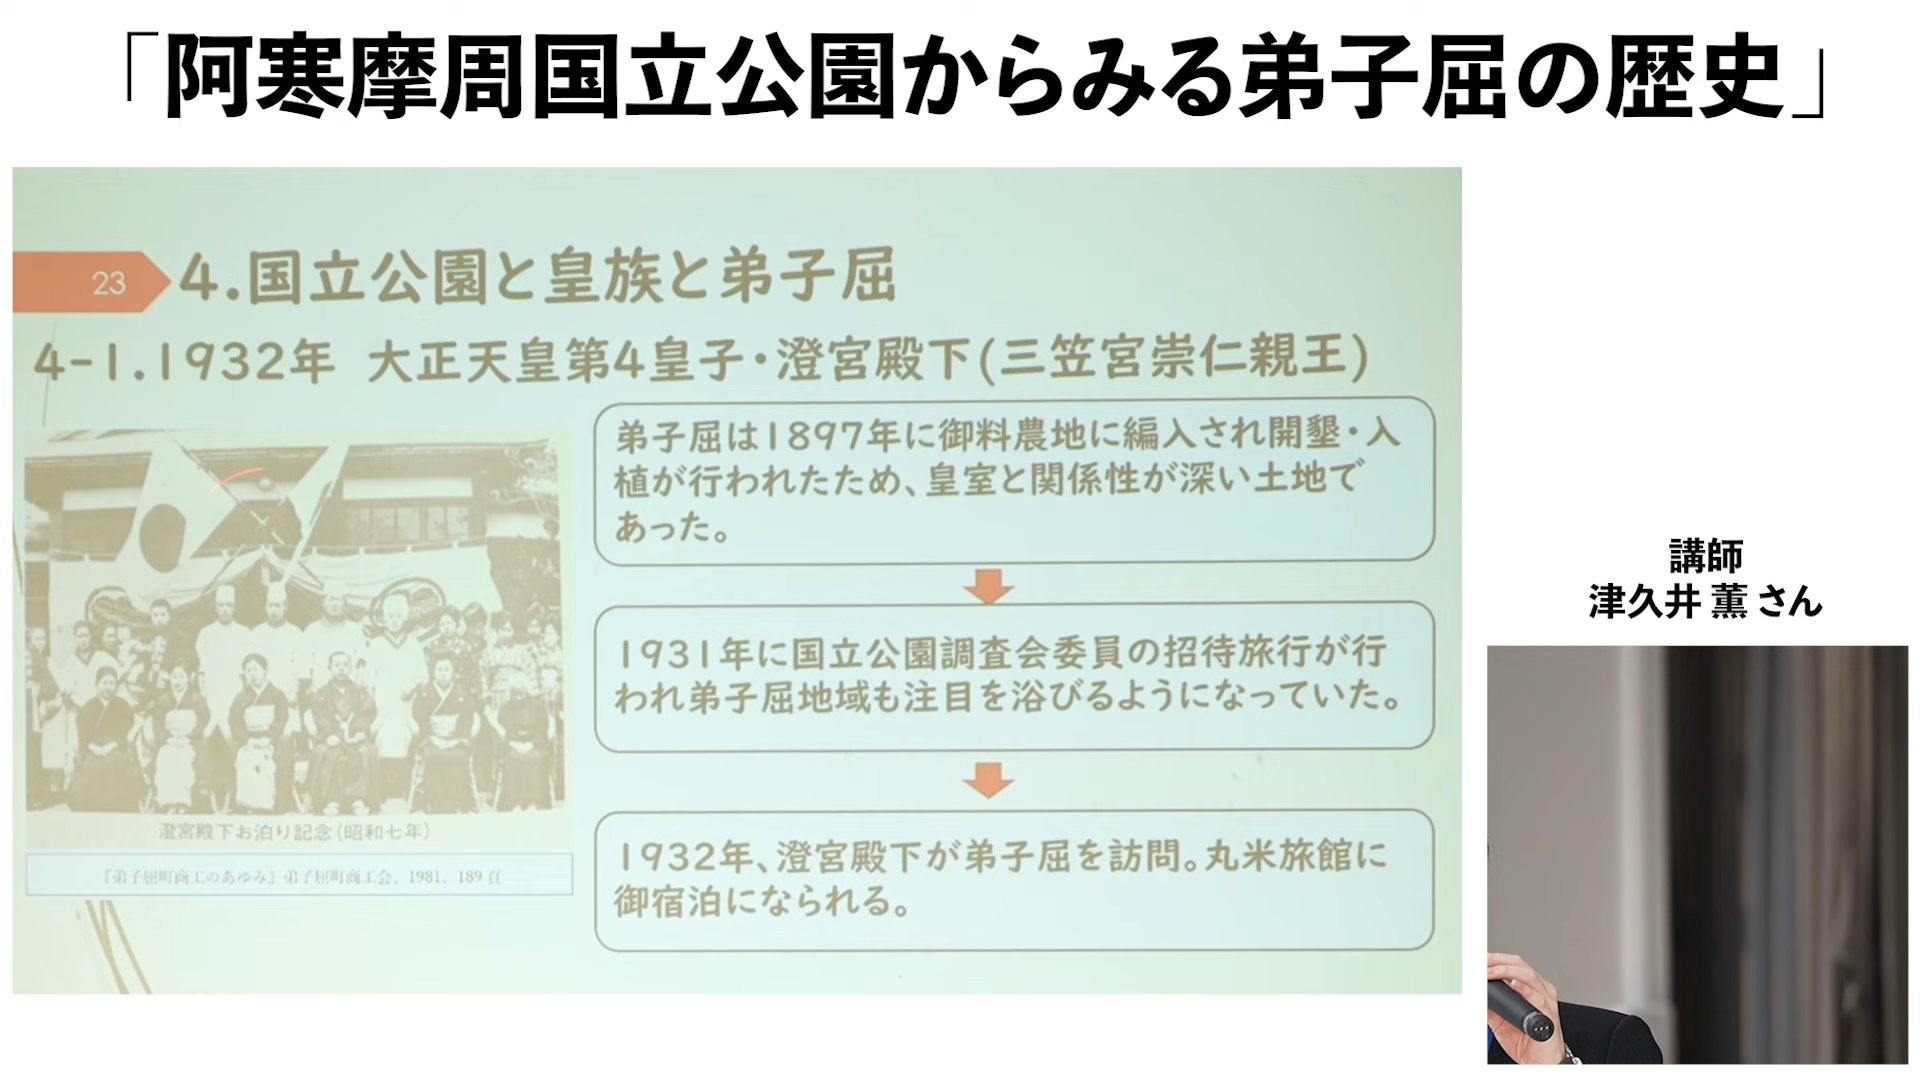 「阿寒摩周国立公園からみる弟子屈の歴史」
23
4.国立公園と皇族と弟子屈
4-1.1932年 大正天皇第4皇子・澄宮殿下(三笠宮崇仁親王)
弟子屈は1897年に御料農地に編入され開墾・入
植が行われたため、皇室と関係性が深い土地で
あった。
1931年に国立公園調査会委員の招待旅行が行
われ弟子屈地域も注目を浴びるようになっていた。
1932年、澄宮殿下が弟子屈を訪問。丸米旅館に
御宿泊になられる。
澄宮殿下お泊り記念(昭和七年)
『弟子屈町商工のあゆみ』弟子屈町商工会、1981、189頁
講師
津久井 薫 さん